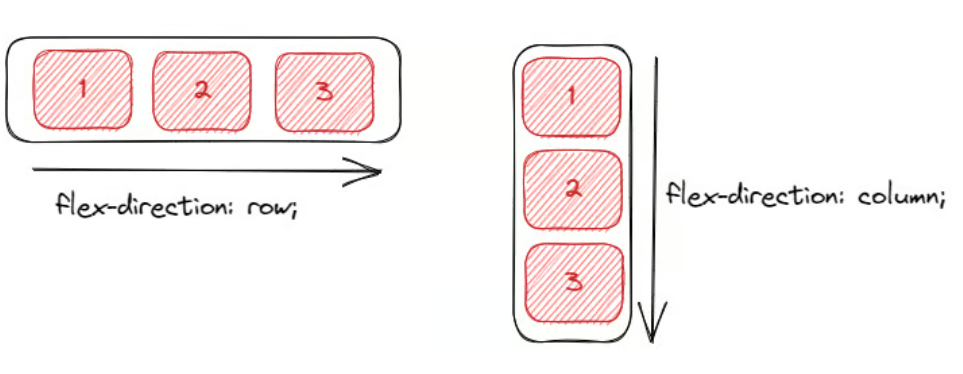 1 2 3
flex-direction: row;
1
2
3
flex-direction: column;